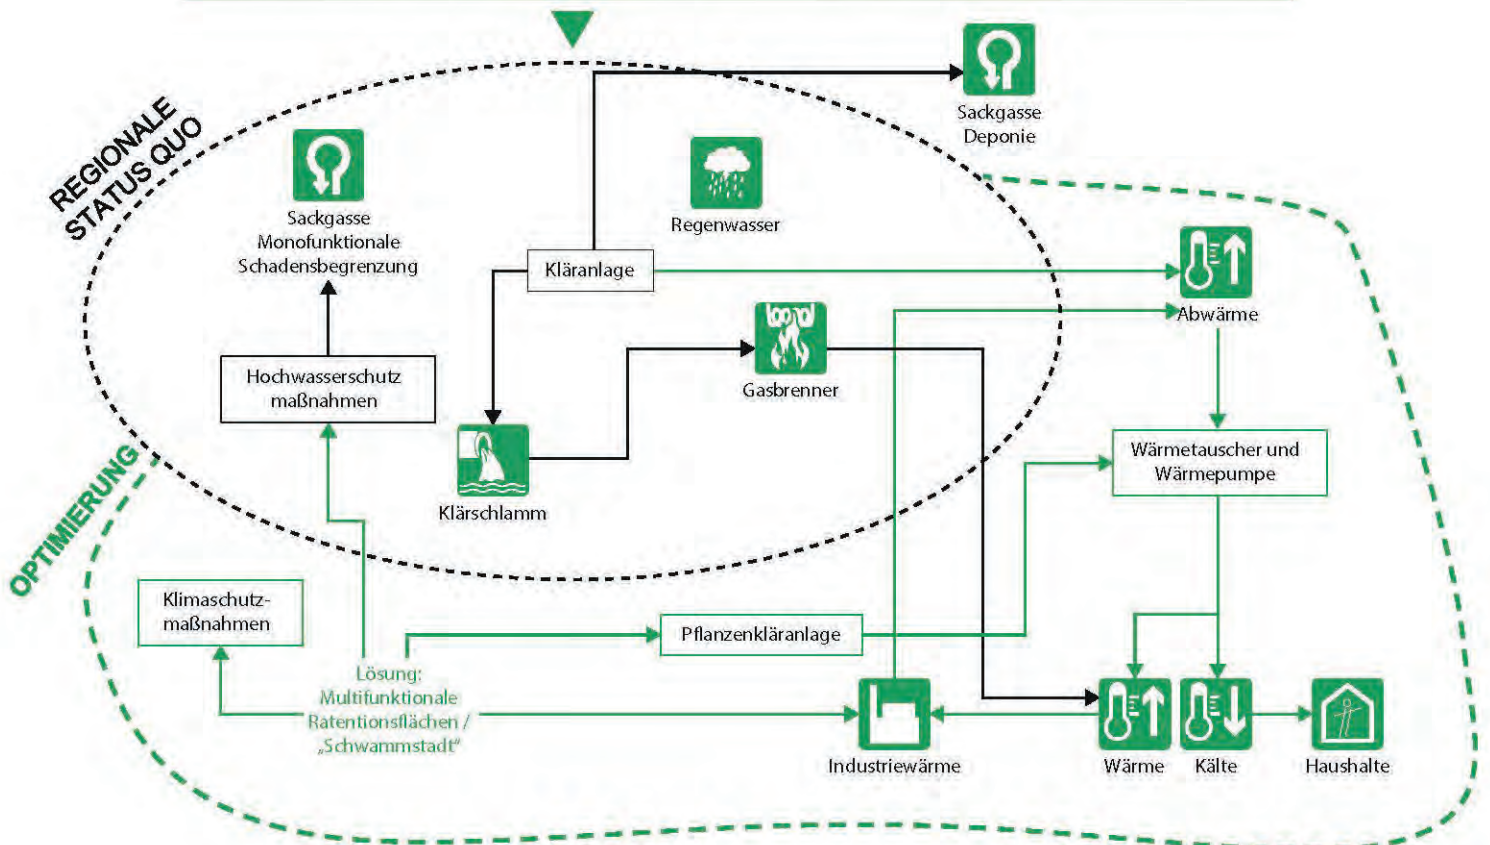 Sackgasse
Deponie
REGIONALE
STATUS QUO
Sackgasse
Monofunktionale
Schadensbegrenzung
Regenwasser
Kläranlage
Abwärme
Hochwasserschutz
maßnahmen
Gasbrenner
Wärmetauscher und
Wärmepumpe
Klärschlamm
OPTIMIERUNG
Klimaschutz-
maßnahmen
Pflanzenkläranlage
Lösung:
Multifunktionale
Ratentionsflächen /
„Schwammstadt“
Industriewärme
Wärme
Kälte
Haushalte